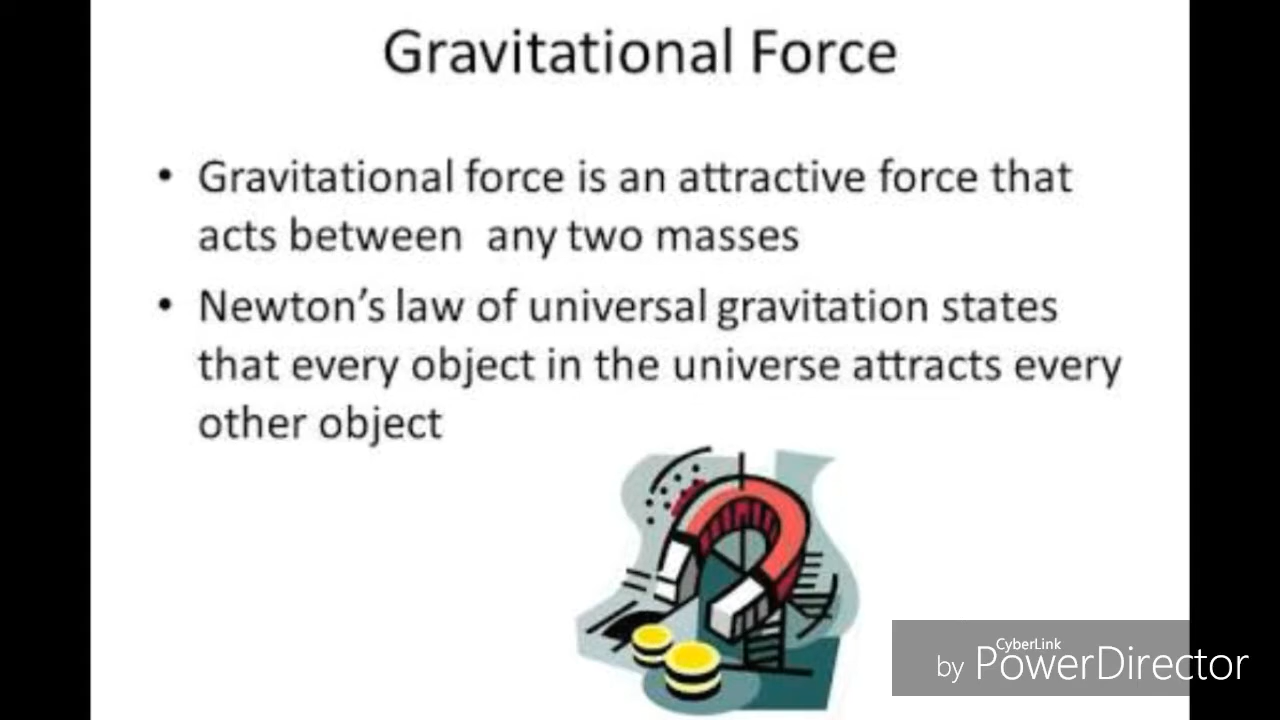 Gravitational Force
• Gravitational force is an attractive force that
acts between any two masses
• Newton's law of universal gravitation states
that every object in the universe attracts every
other object
CyberLink
by PowerDirector